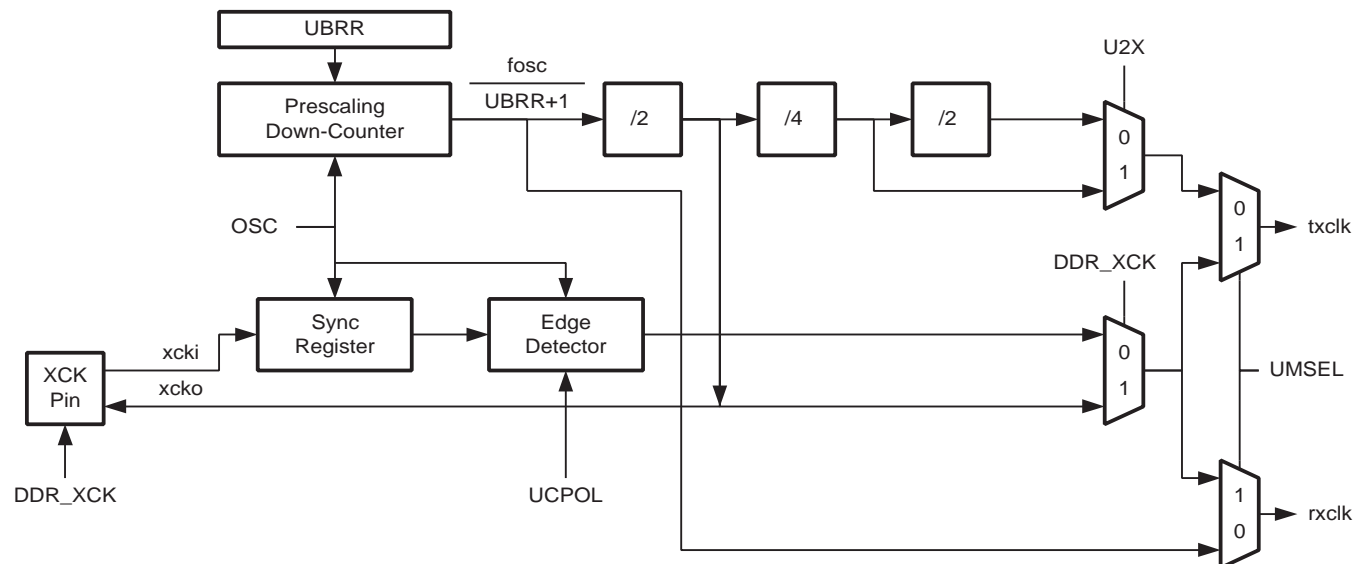 UBRR
Prescaling
Down-Counter
fosc
UBRR+1
/2
/4
/2
U2X
0
1
OSC
0
1
txclk
DDR_XCK
Sync
Register
Edge
Detector
0
1
UMSEL
xcki
XCK
Pin
xcko
DDR_XCK
UCPOL
1
0
rxclk